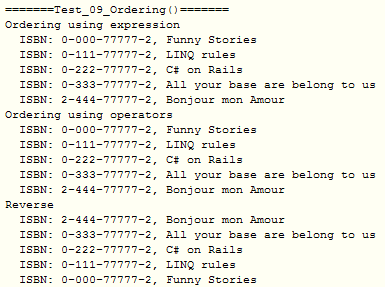 =======Test_09_Ordering()=======
Ordering using expression
  ISBN: 0-000-77777-2, Funny Stories
  ISBN: 0-111-77777-2, LINQ rules
  ISBN: 0-222-77777-2, C# on Rails
  ISBN: 0-333-77777-2, All your base are belong to us
  ISBN: 2-444-77777-2, Bonjour mon Amour
Ordering using operators
  ISBN: 0-000-77777-2, Funny Stories
  ISBN: 0-111-77777-2, LINQ rules
  ISBN: 0-222-77777-2, C# on Rails
  ISBN: 0-333-77777-2, All your base are belong to us
  ISBN: 2-444-77777-2, Bonjour mon Amour
Reverse
  ISBN: 2-444-77777-2, Bonjour mon Amour
  ISBN: 0-333-77777-2, All your base are belong to us
  ISBN: 0-222-77777-2, C# on Rails
  ISBN: 0-111-77777-2, LINQ rules
  ISBN: 0-000-77777-2, Funny Stories